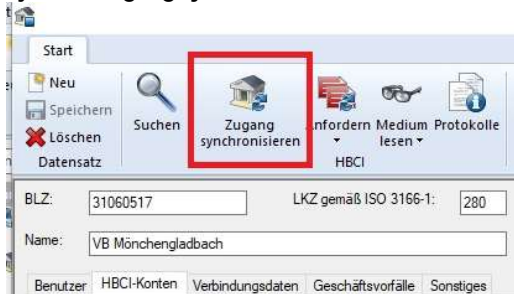 Start
Neu
Speichern
Löschen
Datensatz
Suchen
Zugang
synchronisieren
Anfordern
Medium
lesen
Protokolle
HBCI
BLZ: 31060517 LKZ gemäß ISO 3166-1: 280
Name: VB Mönchengladbach
Benutzer HBCI-Konten Verbindungsdaten Geschäftsvorfälle Sonstiges